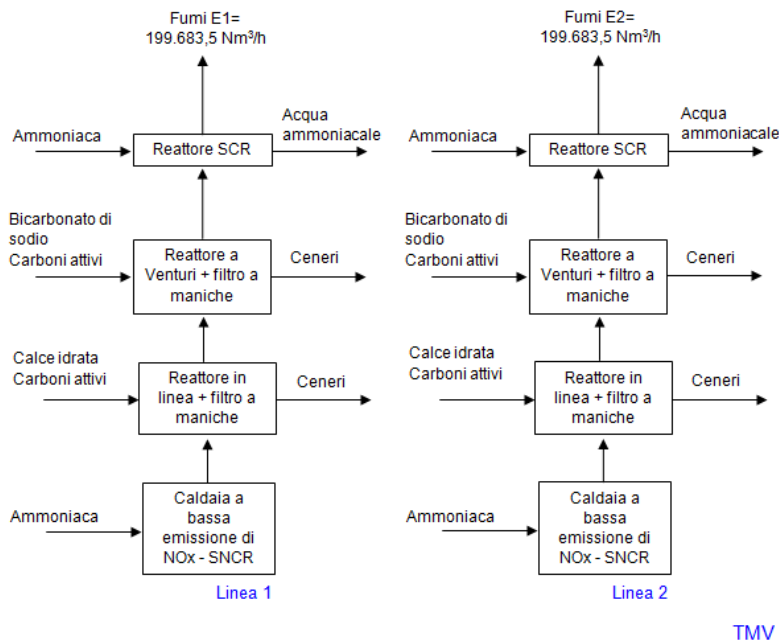 Fumi E1=
199.683,5 Nm³/h
Ammoniaca
Reattore SCR
Acqua
ammoniacale
Bicarbonato di
sodio
Carboni attivi
Reattore a
Venturi + filtro a
maniche
Ceneri
Calce idrata
Carboni attivi
Reattore in
linea + filtro a
maniche
Ceneri
Ammoniaca
Caldaia a
bassa
emissione di
NOx - SNCR
Linea 1
Fumi E2=
199.683,5 Nm³/h
Ammoniaca
Reattore SCR
Acqua
ammoniacale
Bicarbonato di
sodio
Carboni attivi
Reattore a
Venturi + filtro a
maniche
Ceneri
Calce idrata
Carboni attivi
Reattore in
linea + filtro a
maniche
Ceneri
Ammoniaca
Caldaia a
bassa
emissione di
NOx - SNCR
Linea 2
TMV